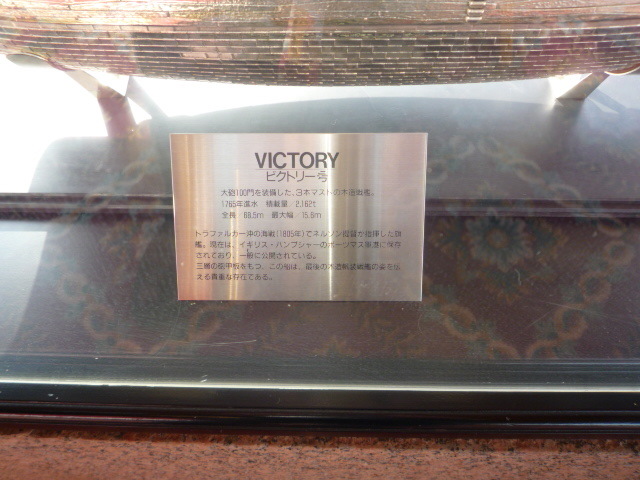 VICTORY
ビクトリー号
大砲100門を装備した、3本マストの木造戦艦。
1765年進水 積載量 2,162t
全長 68.5m 最大幅 15.8m
トラファルガー沖の海戦(1805年)でネルソン提督が指揮した旗
艦。現在は、イギリス・ハンプシャーのポーツマス軍港に保存
されており、一般に公開されている。
三層の砲甲板をもつ、この船は、最後の木造帆装戦艦の姿を伝
える貴重な存在である。